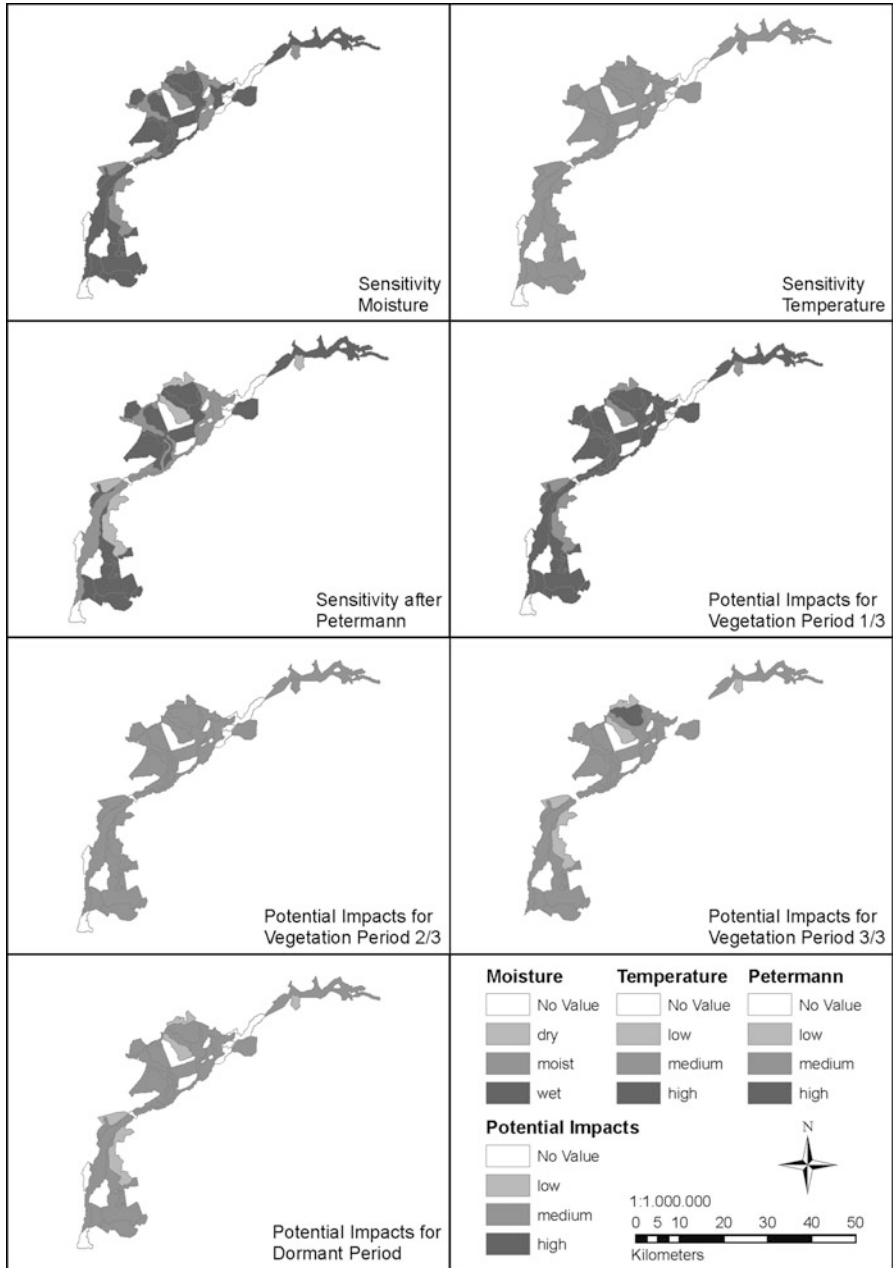 Sensitivity
Moisture
Sensitivity
Temperature
Sensitivity after
Petermann
Potential Impacts for
Vegetation Period 1/3
Potential Impacts for
Vegetation Period 2/3
Potential Impacts for
Vegetation Period 3/3
Potential Impacts for
Dormant Period
Moisture
No Value
dry
moist
wet
Temperature
No Value
low
medium
high
Petermann
No Value
low
medium
high
Potential Impacts
No Value
low
medium
high
N
1:1.000.000
0 5 10 20 30 40 50
Kilometers